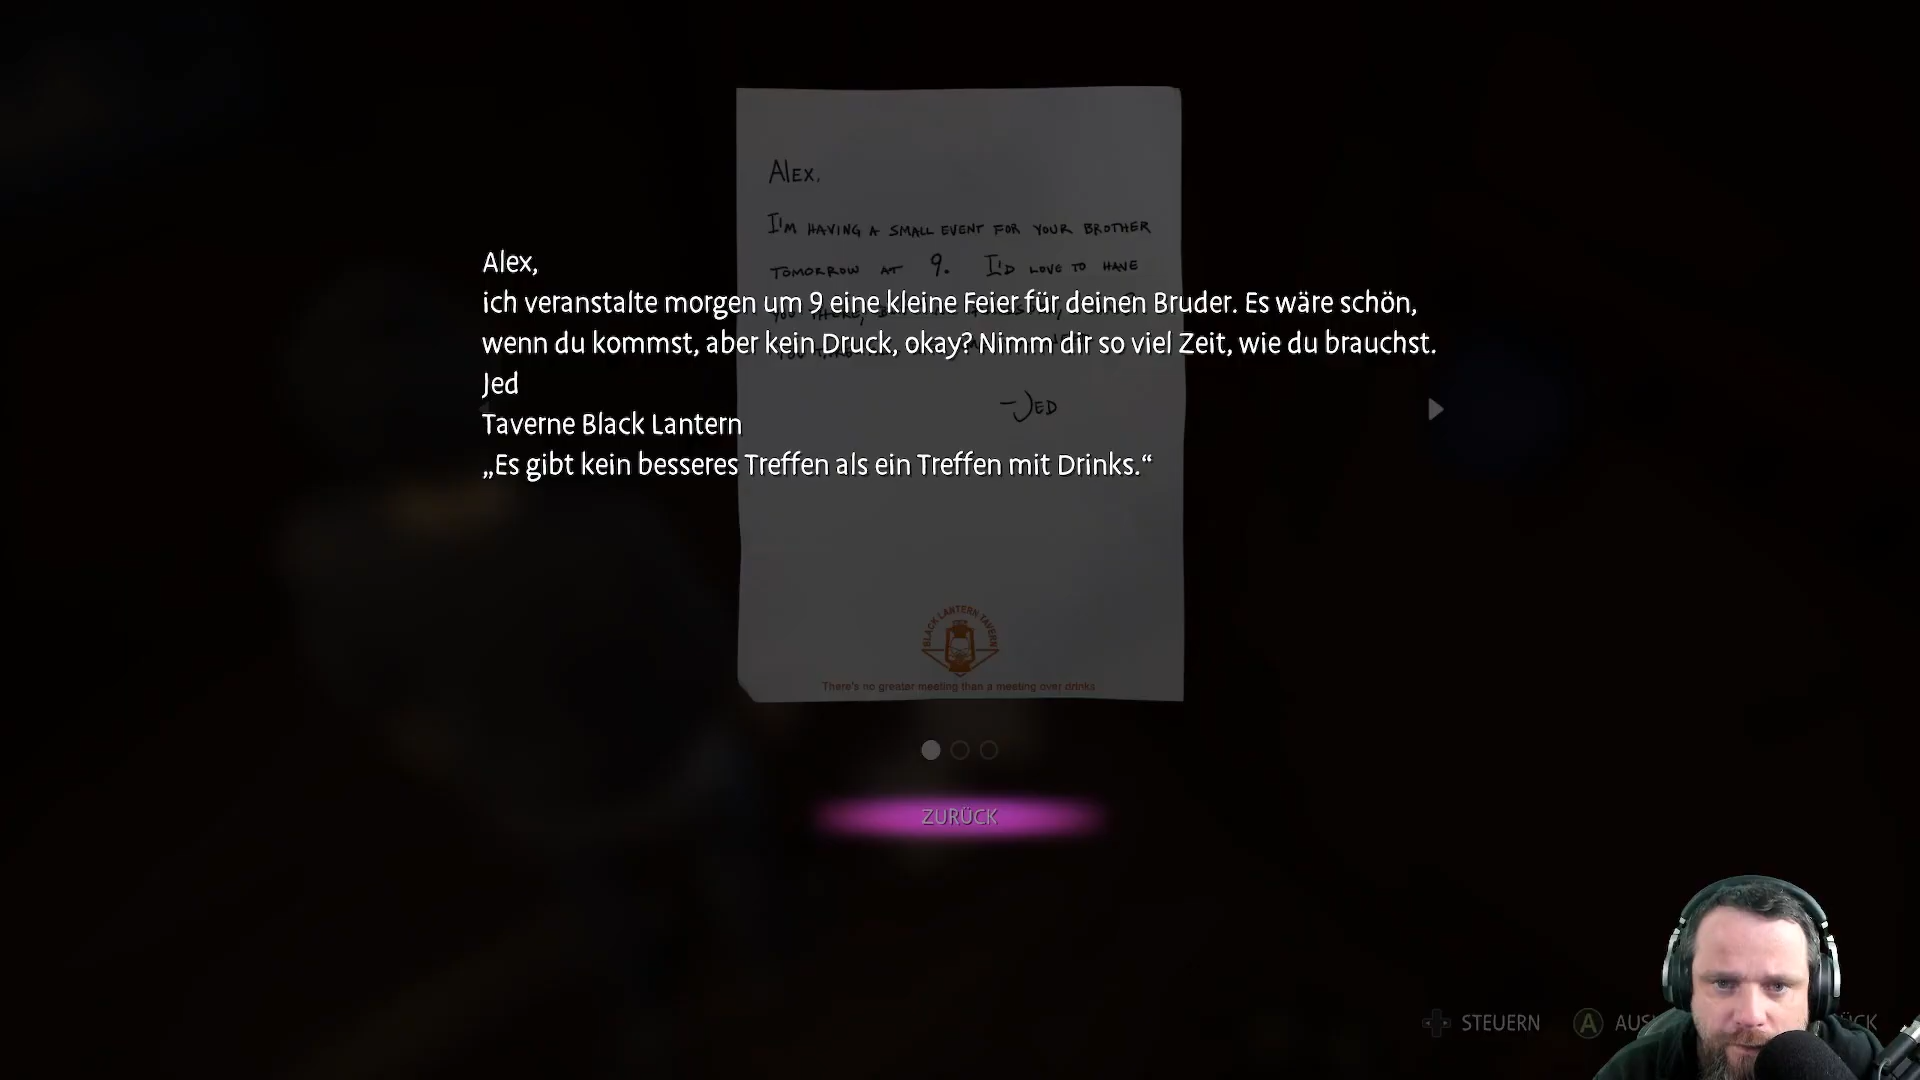 Alex,
I'm having a small event for your brother
tomorrow at 9. I'd love to have
Alex,
ich veranstalte morgen um 9 eine kleine Feier für deinen Bruder. Es wäre schön,
wenn du kommst, aber kein Druck, okay? Nimm dir so viel Zeit, wie du brauchst.
Jed
Taverne Black Lantern
„Es gibt kein besseres Treffen als ein Treffen mit Drinks.“
-Jed
BLACK LANTERN TAVERN
There's no greater meeting than a meeting over drinks
ZURÜCK
STEUERN A